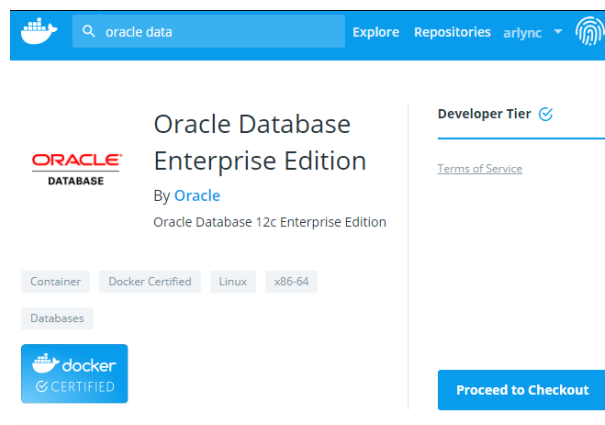 oracle data
Explore Repositories arlync
Oracle Database
Enterprise Edition
By Oracle
Oracle Database 12c Enterprise Edition
ORACLE
DATABASE
Container Docker Certified Linux x86-64
Databases
docker
CERTIFIED
Developer Tier
Terms of Service
Proceed to Checkout